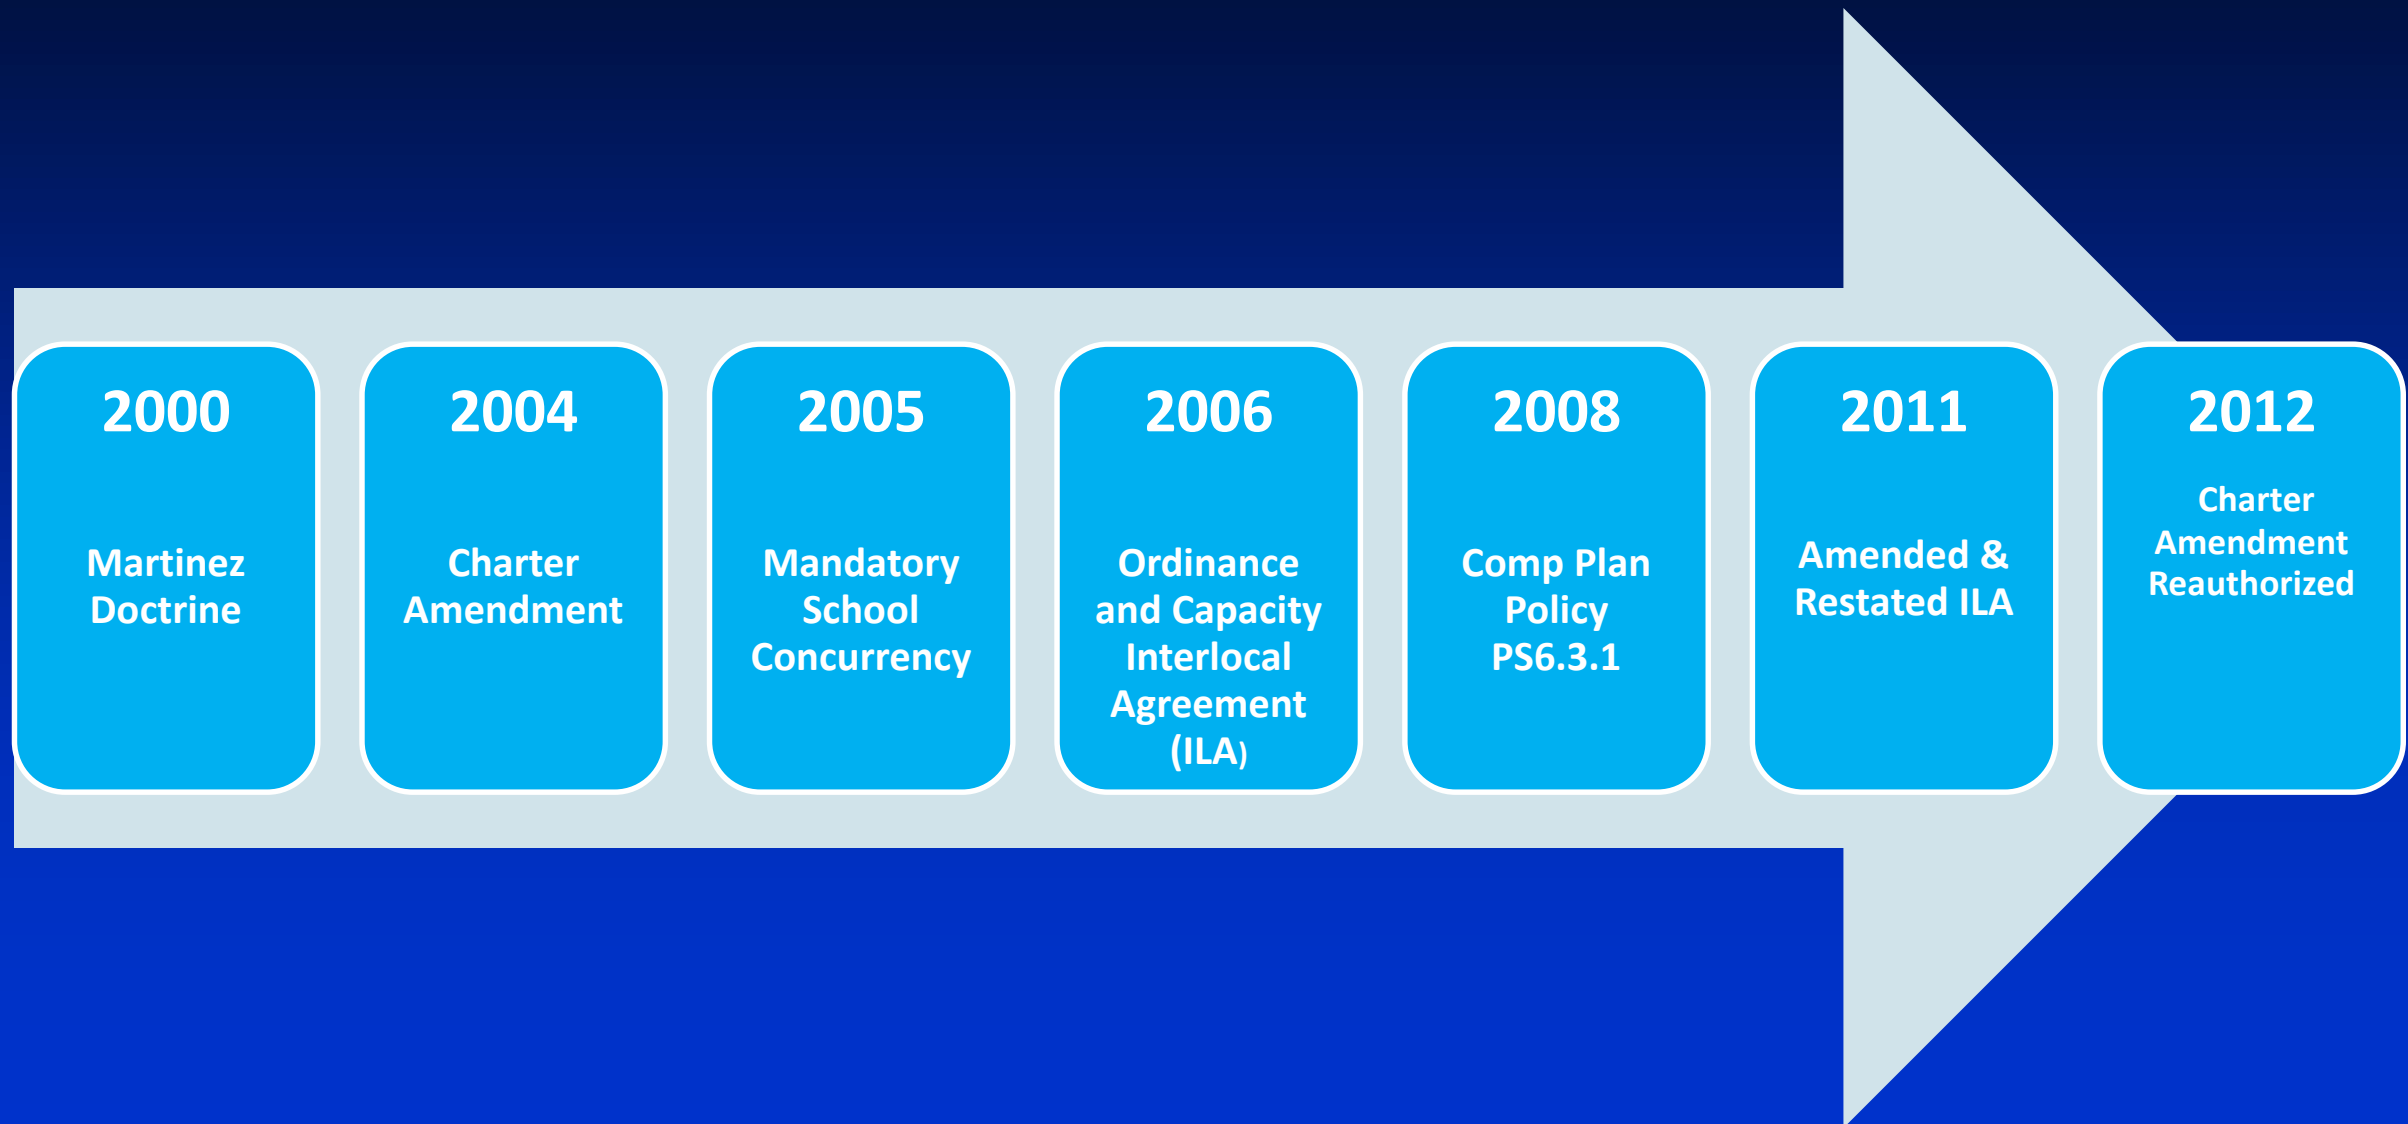 2000
Martinez
Doctrine
2004
Charter
Amendment
2005
Mandatory
School
Concurrency
2006
Ordinance
and Capacity
Interlocal
Agreement
(ILA)
2008
Comp Plan
Policy
PS6.3.1
2011
Amended &
Restated ILA
2012
Charter
Amendment
Reauthorized